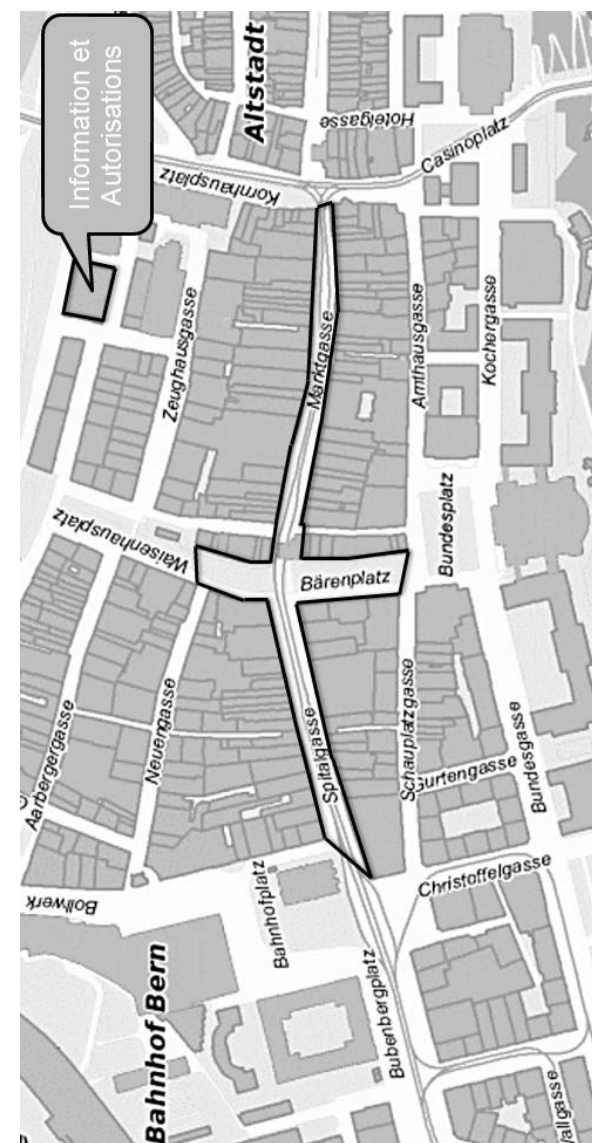 Information et
Autorisations
Altstadt
Hotelgasse
Casinoplatz
Kornhausplatz
Zeughausgasse
Marktgasse
Amthausgasse
Kochergasse
Waisenhausplatz
Bärenplatz
Bundesplatz
Aarbergergasse
Neuengasse
Spitalgasse
Schauplatzgasse
Gurtengasse
Bundesgasse
Christoffelgasse
Bollwerk
Bahnhofplatz
Bubenbergplatz
Bahnhof Bern